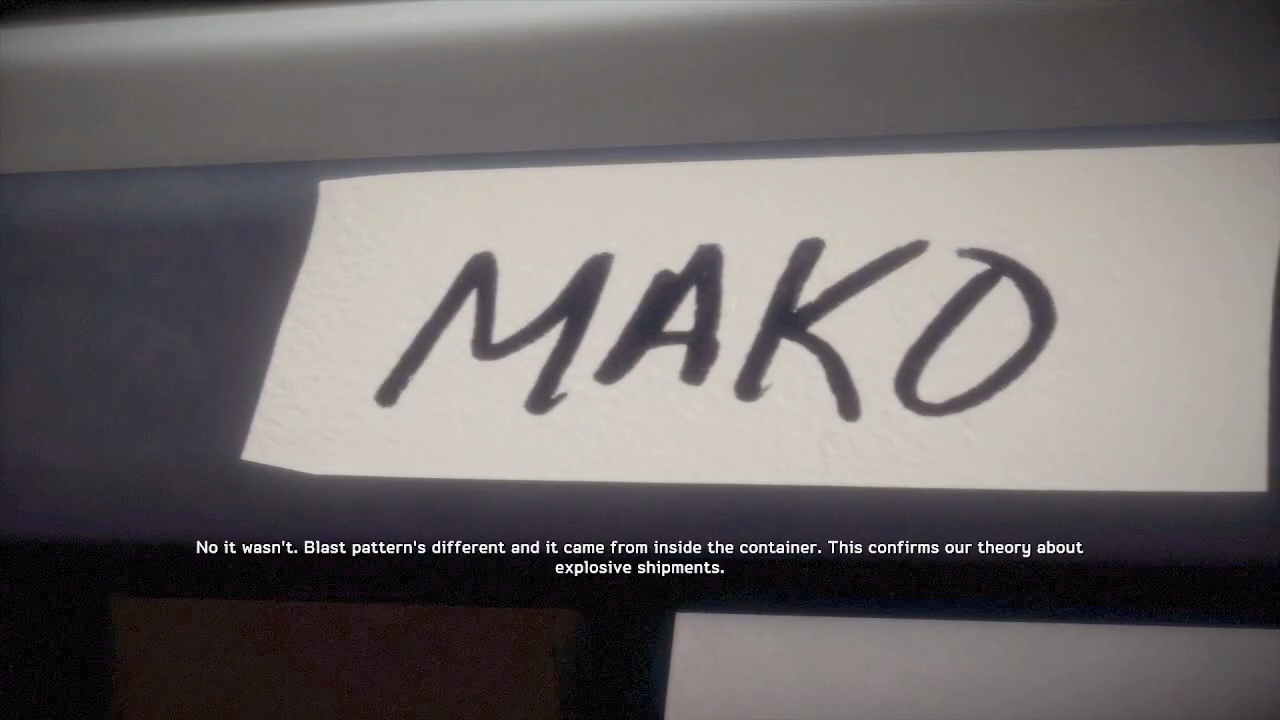 MAKO
No it wasn't. Blast pattern's different and it came from inside the container. This confirms our theory about
explosive shipments.